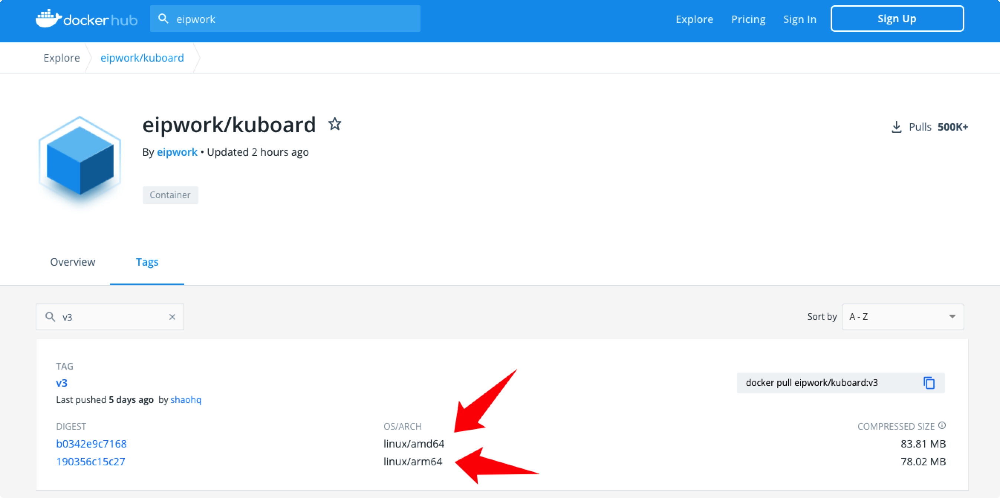 dockerhub
eipwork
Explore Pricing Sign In Sign Up
Explore eipwork/kuboard
eipwork/kuboard
Pulls 500K+
By eipwork • Updated 2 hours ago
Container
Overview Tags
v3
Sort by A - Z
TAG
v3
docker pull eipwork/kuboard:v3
Last pushed 5 days ago by shaohq
DIGEST OS/ARCH COMPRESSED SIZE
b0342e9c7168 linux/amd64 83.81 MB
190356c15c27 linux/arm64 78.02 MB